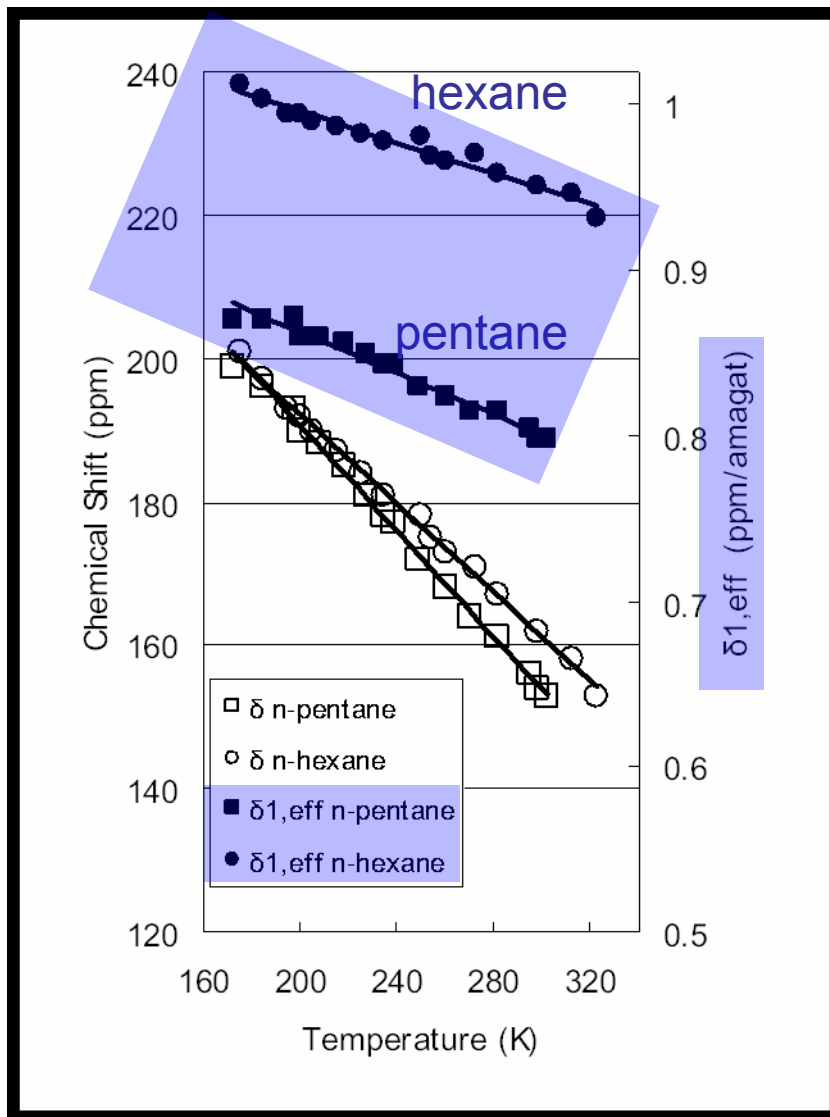 hexane
pentane
240
220
200
180
160
140
120
Chemical Shift (ppm)
1
0.9
0.8
0.7
0.6
0.5
δ1,eff (ppm/amagat)
δ n-pentane
δ n-hexane
δ1,eff n-pentane
δ1,eff n-hexane
160 200 240 280 320
Temperature (K)